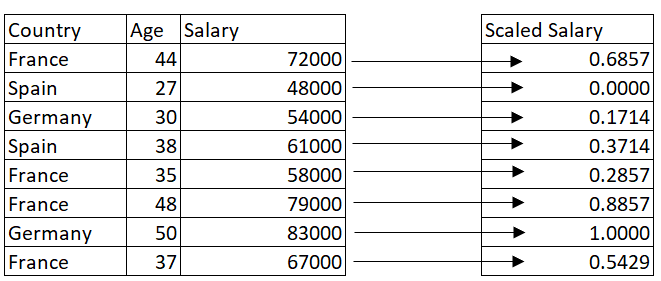 Country Age Salary Scaled Salary
France 44 72000 0.6857
Spain 27 48000 0.0000
Germany 30 54000 0.1714
Spain 38 61000 0.3714
France 35 58000 0.2857
France 48 79000 0.8857
Germany 50 83000 1.0000
France 37 67000 0.5429